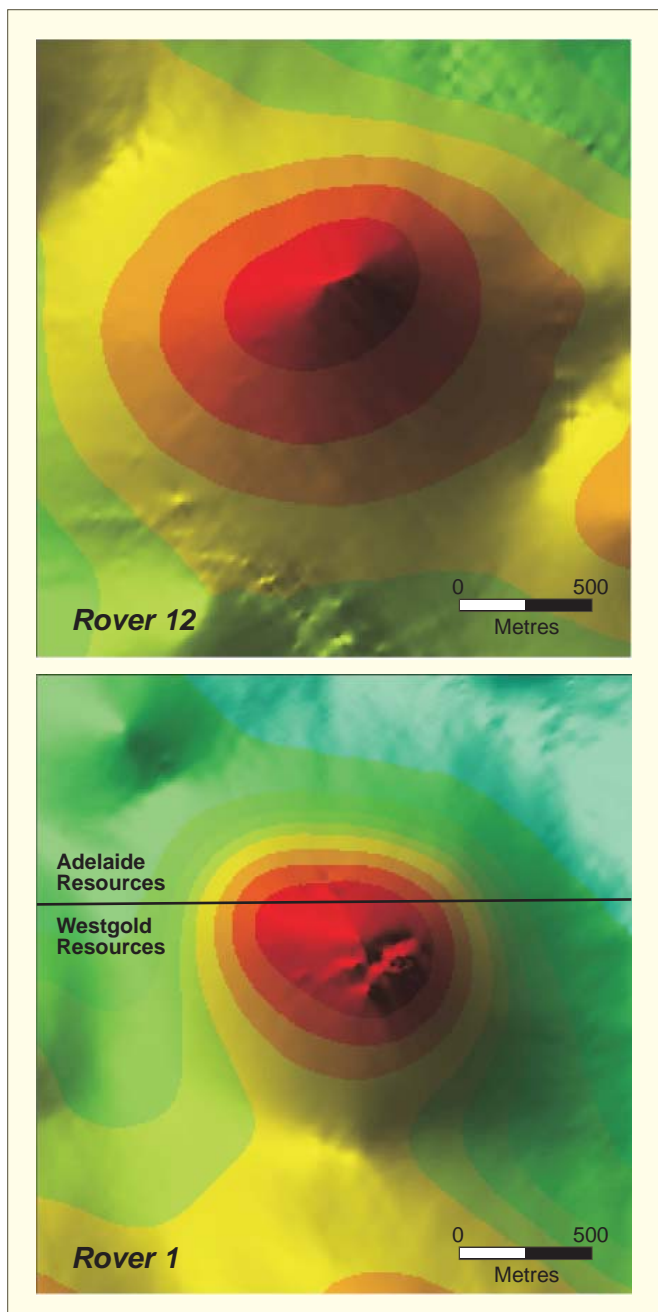 0 500
Metres
Rover 12
Adelaide
Resources
Westgold
Resources
0 500
Metres
Rover 1